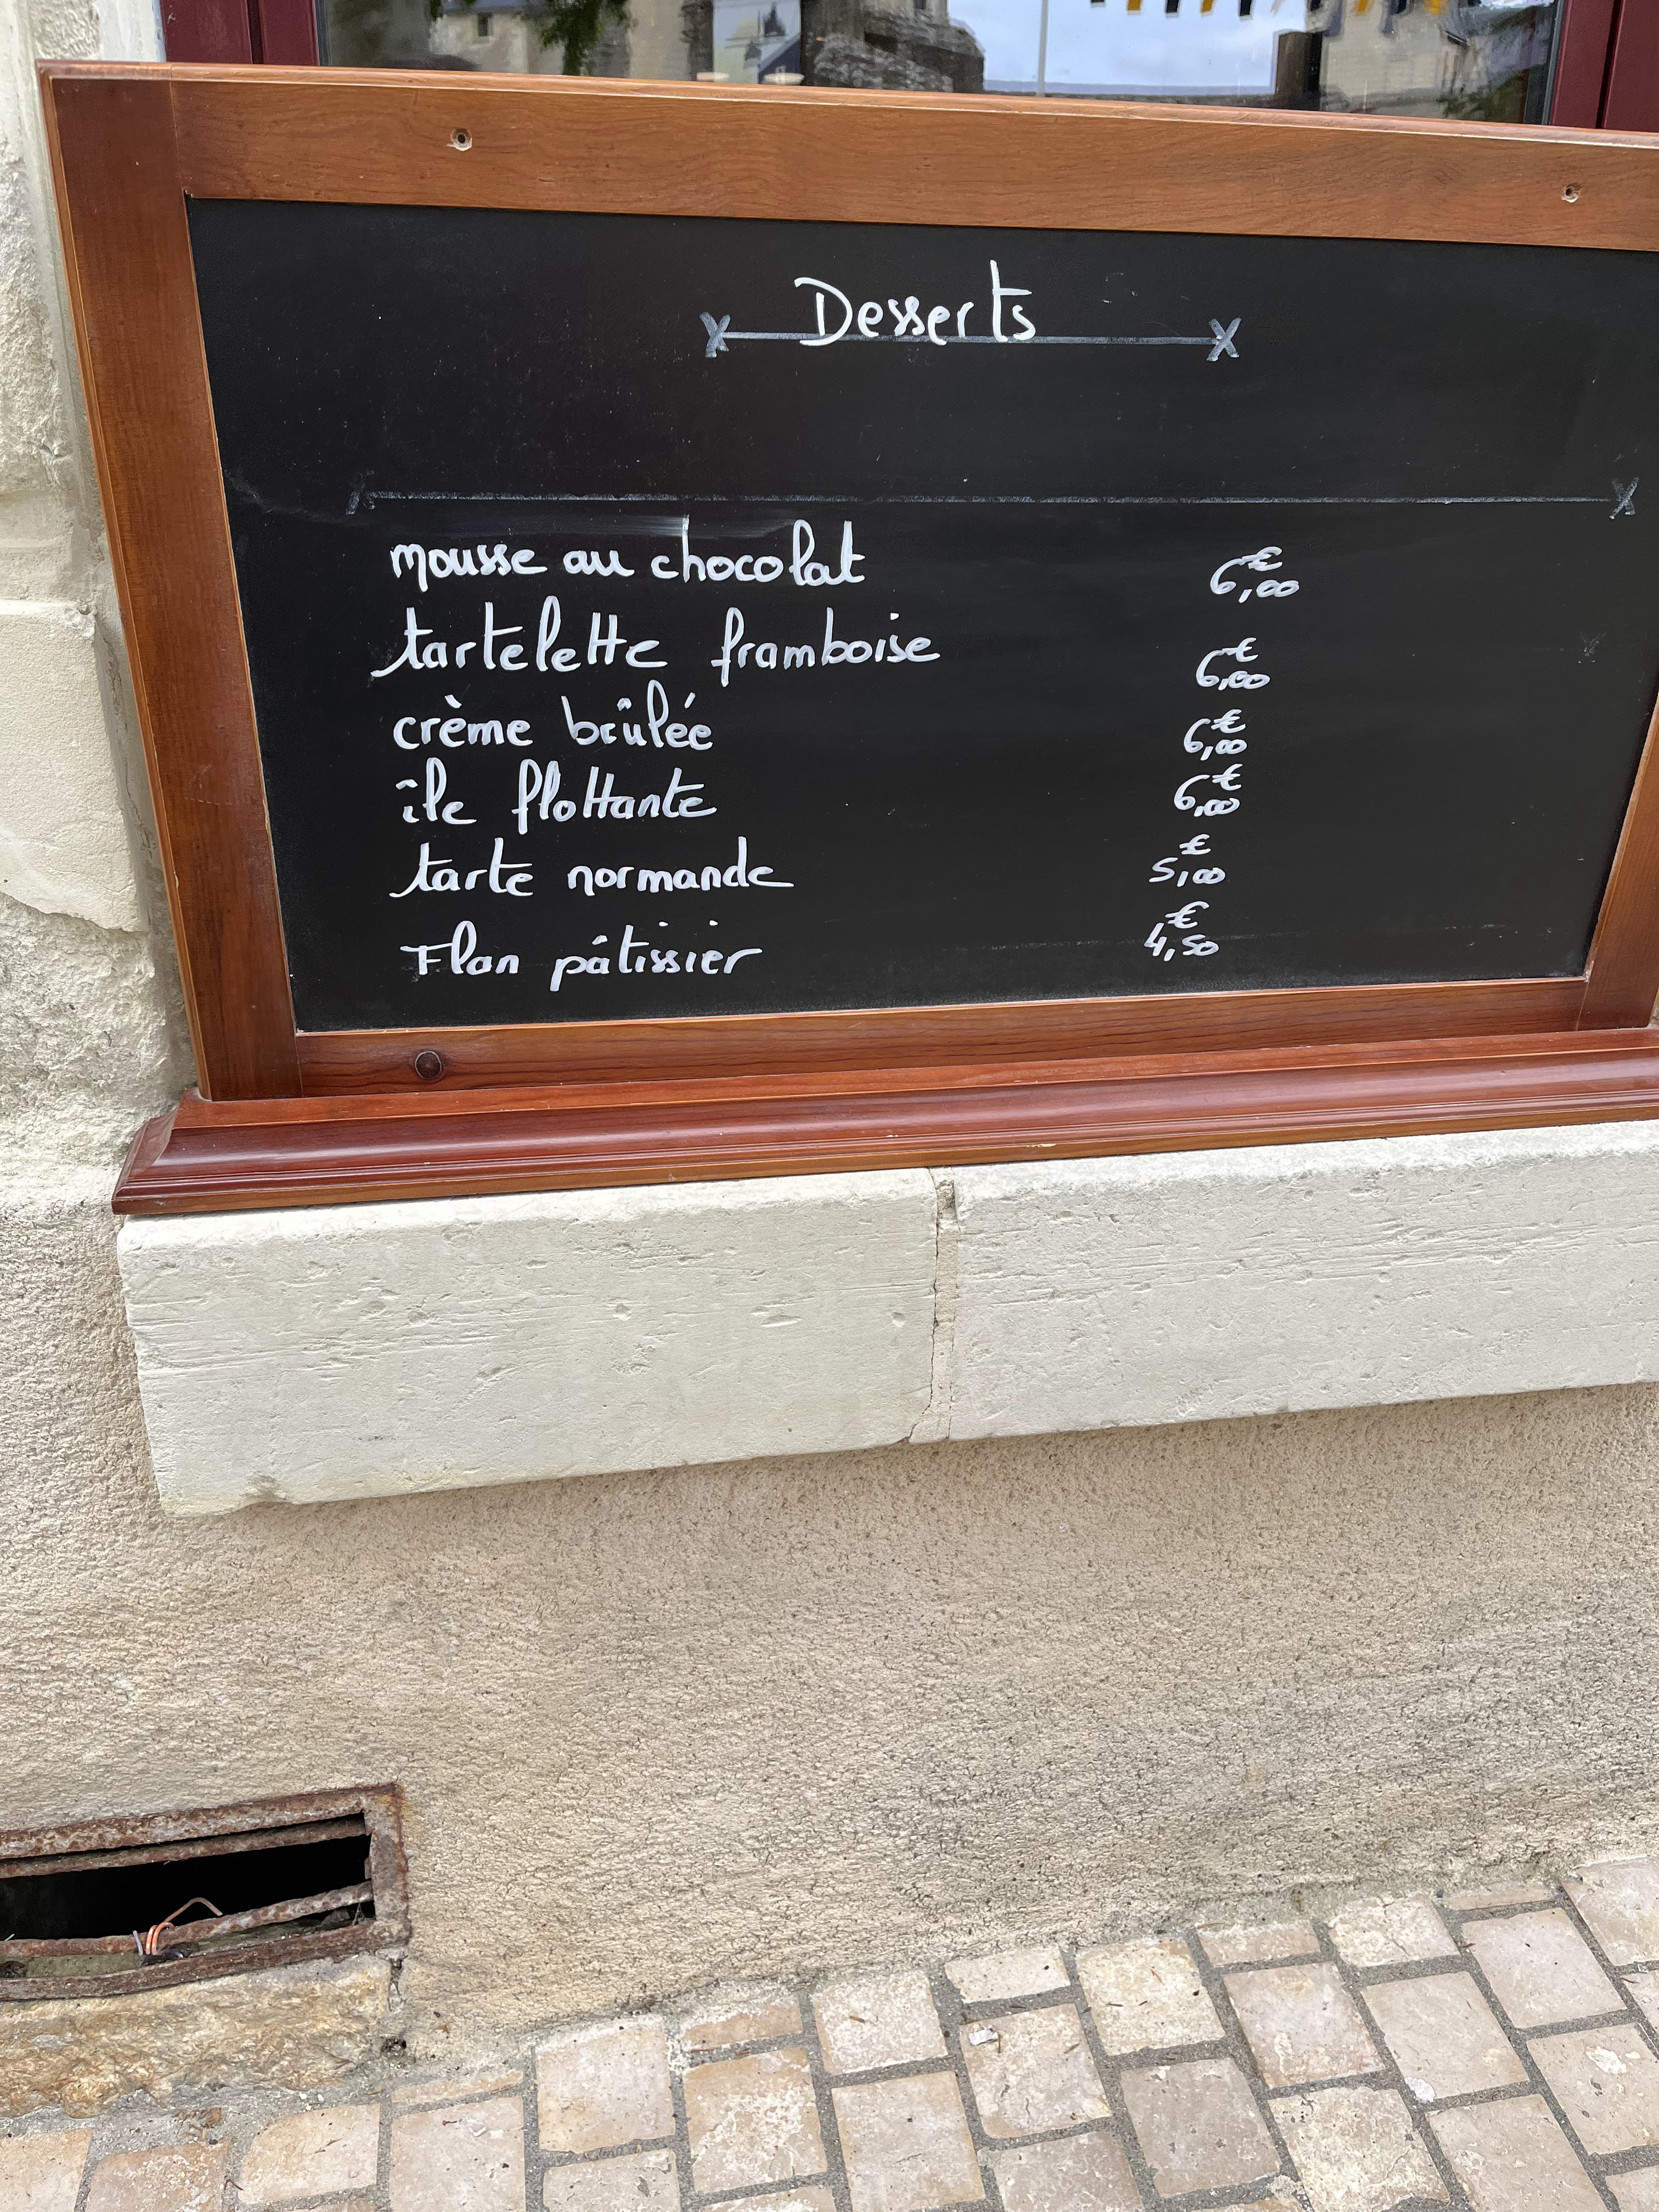 Desserts
mousse au chocolat 6,00€
tartelette framboise 6,00€
crème brûlée 6,00€
île flottante 6,00€
tarte normande 5,00€
Flan pâtissier 4,50€